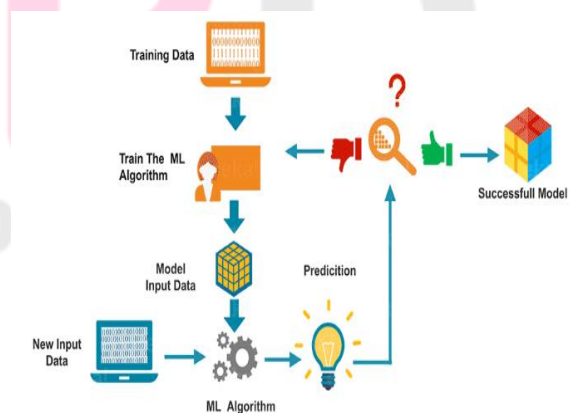 Training Data
?
Train The ML
Algorithm
Successfull Model
Model
Input Data
Predicition
New Input
Data
ML Algorithm